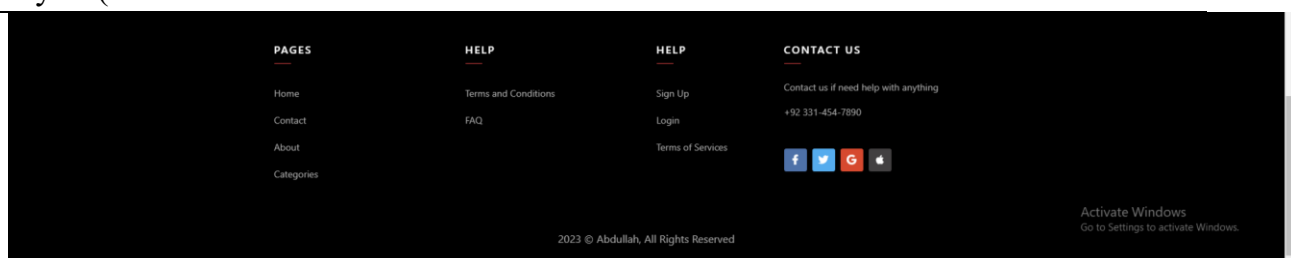 PAGES
Home
Contact
About
Categories
HELP
Terms and Conditions
FAQ
HELP
Sign Up
Login
Terms of Services
CONTACT US
Contact us if need help with anything
+92 331-454-7890
Activate Windows
Go to Settings to activate Windows.
2023 © Abdullah, All Rights Reserved